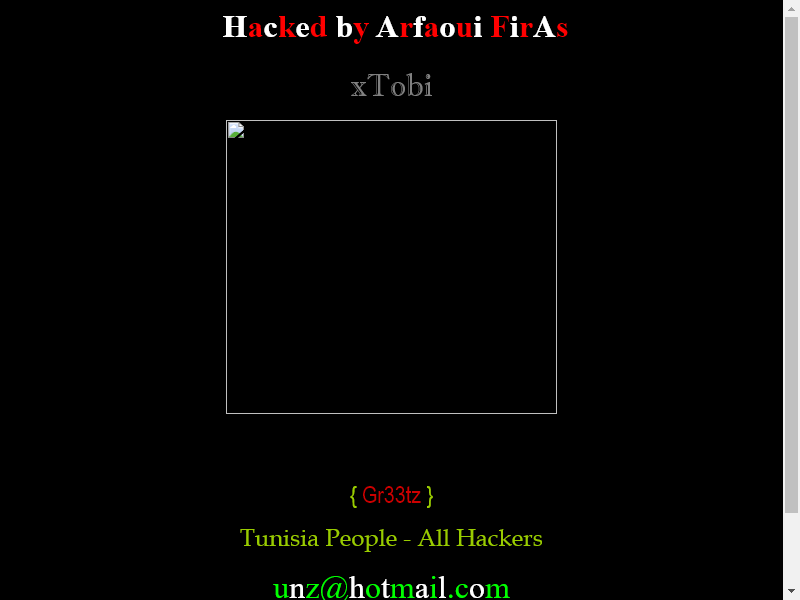 Hacked by Arfaoui FirAs
xTobi
{ Gr33tz }
Tunisia People - All Hackers
unz@hotmail.com